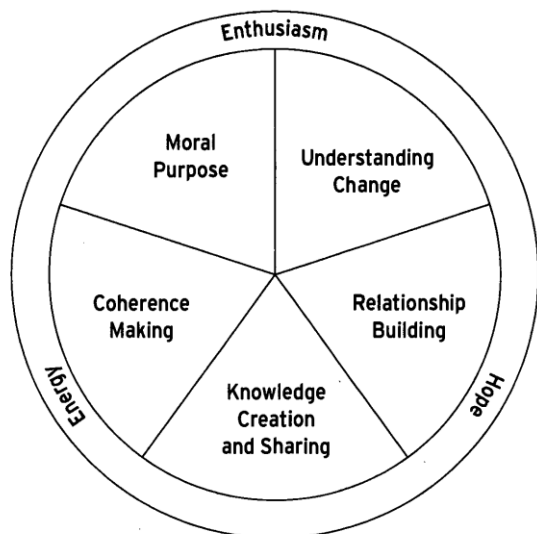 Enthusiasm
Moral
Purpose
Understanding
Change
Coherence
Making
Relationship
Building
Knowledge
Creation
and Sharing
Energy
Hope